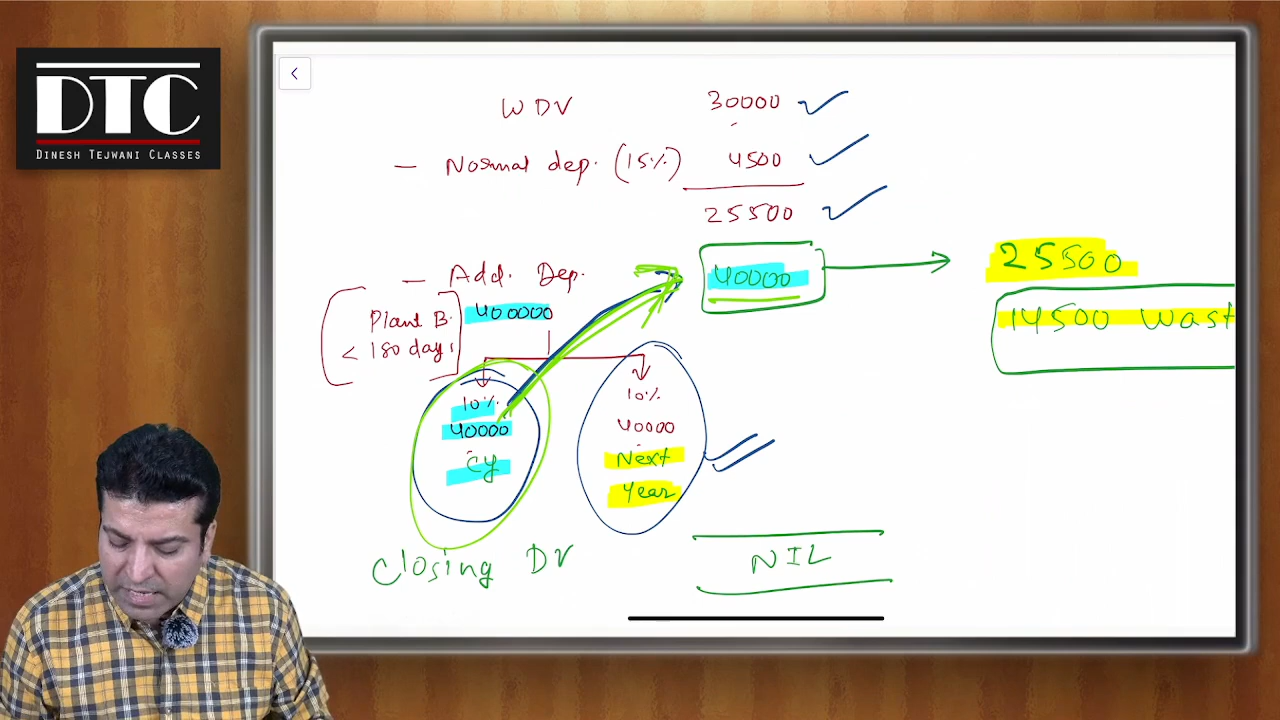 DTC
DINESH TEJWANI CLASSES
WDV 30000
— Normal dep. (15%) 4500
25500
— Add. Dep. 40000
25500
400000
Plant B.
< 180 days
14500 Wast
10% 10%
40000 40000
CY Next
Year
Closing DV NIL